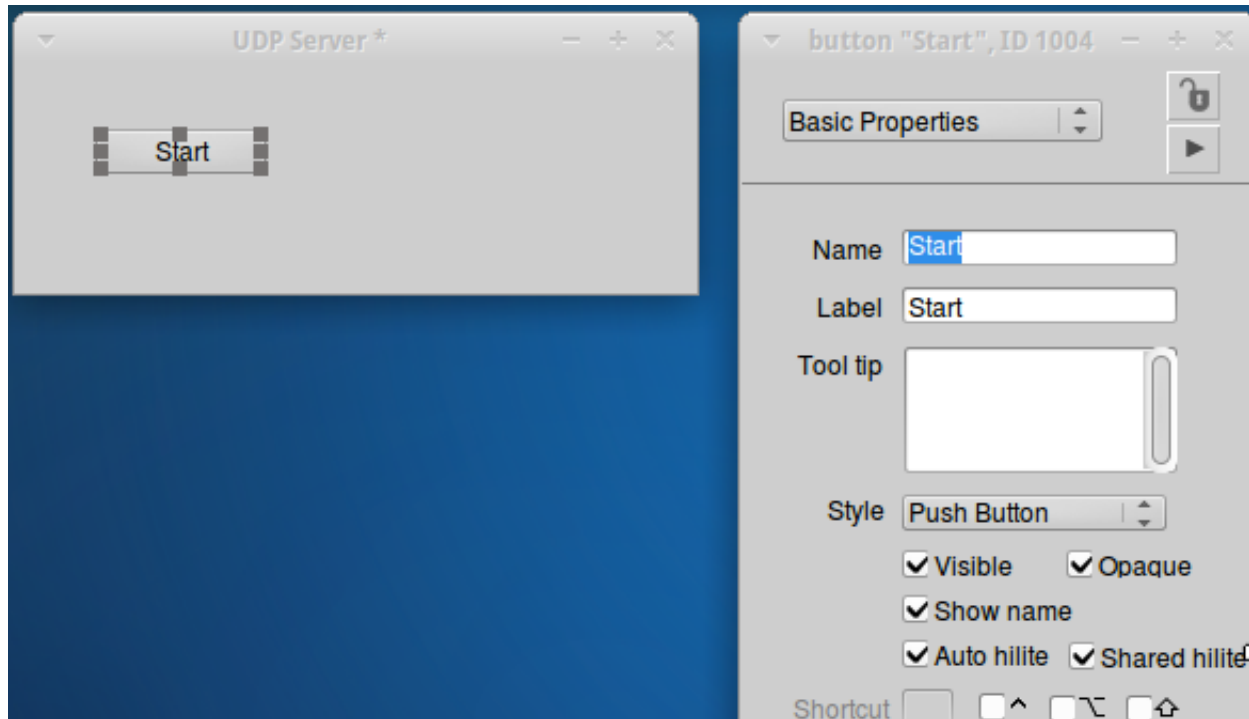 UDP Server *
Start
button "Start", ID 1004
Basic Properties
Name Start
Label Start
Tool tip
Style Push Button
Visible Opaque
Show name
Auto hilite Shared hilite
Shortcut